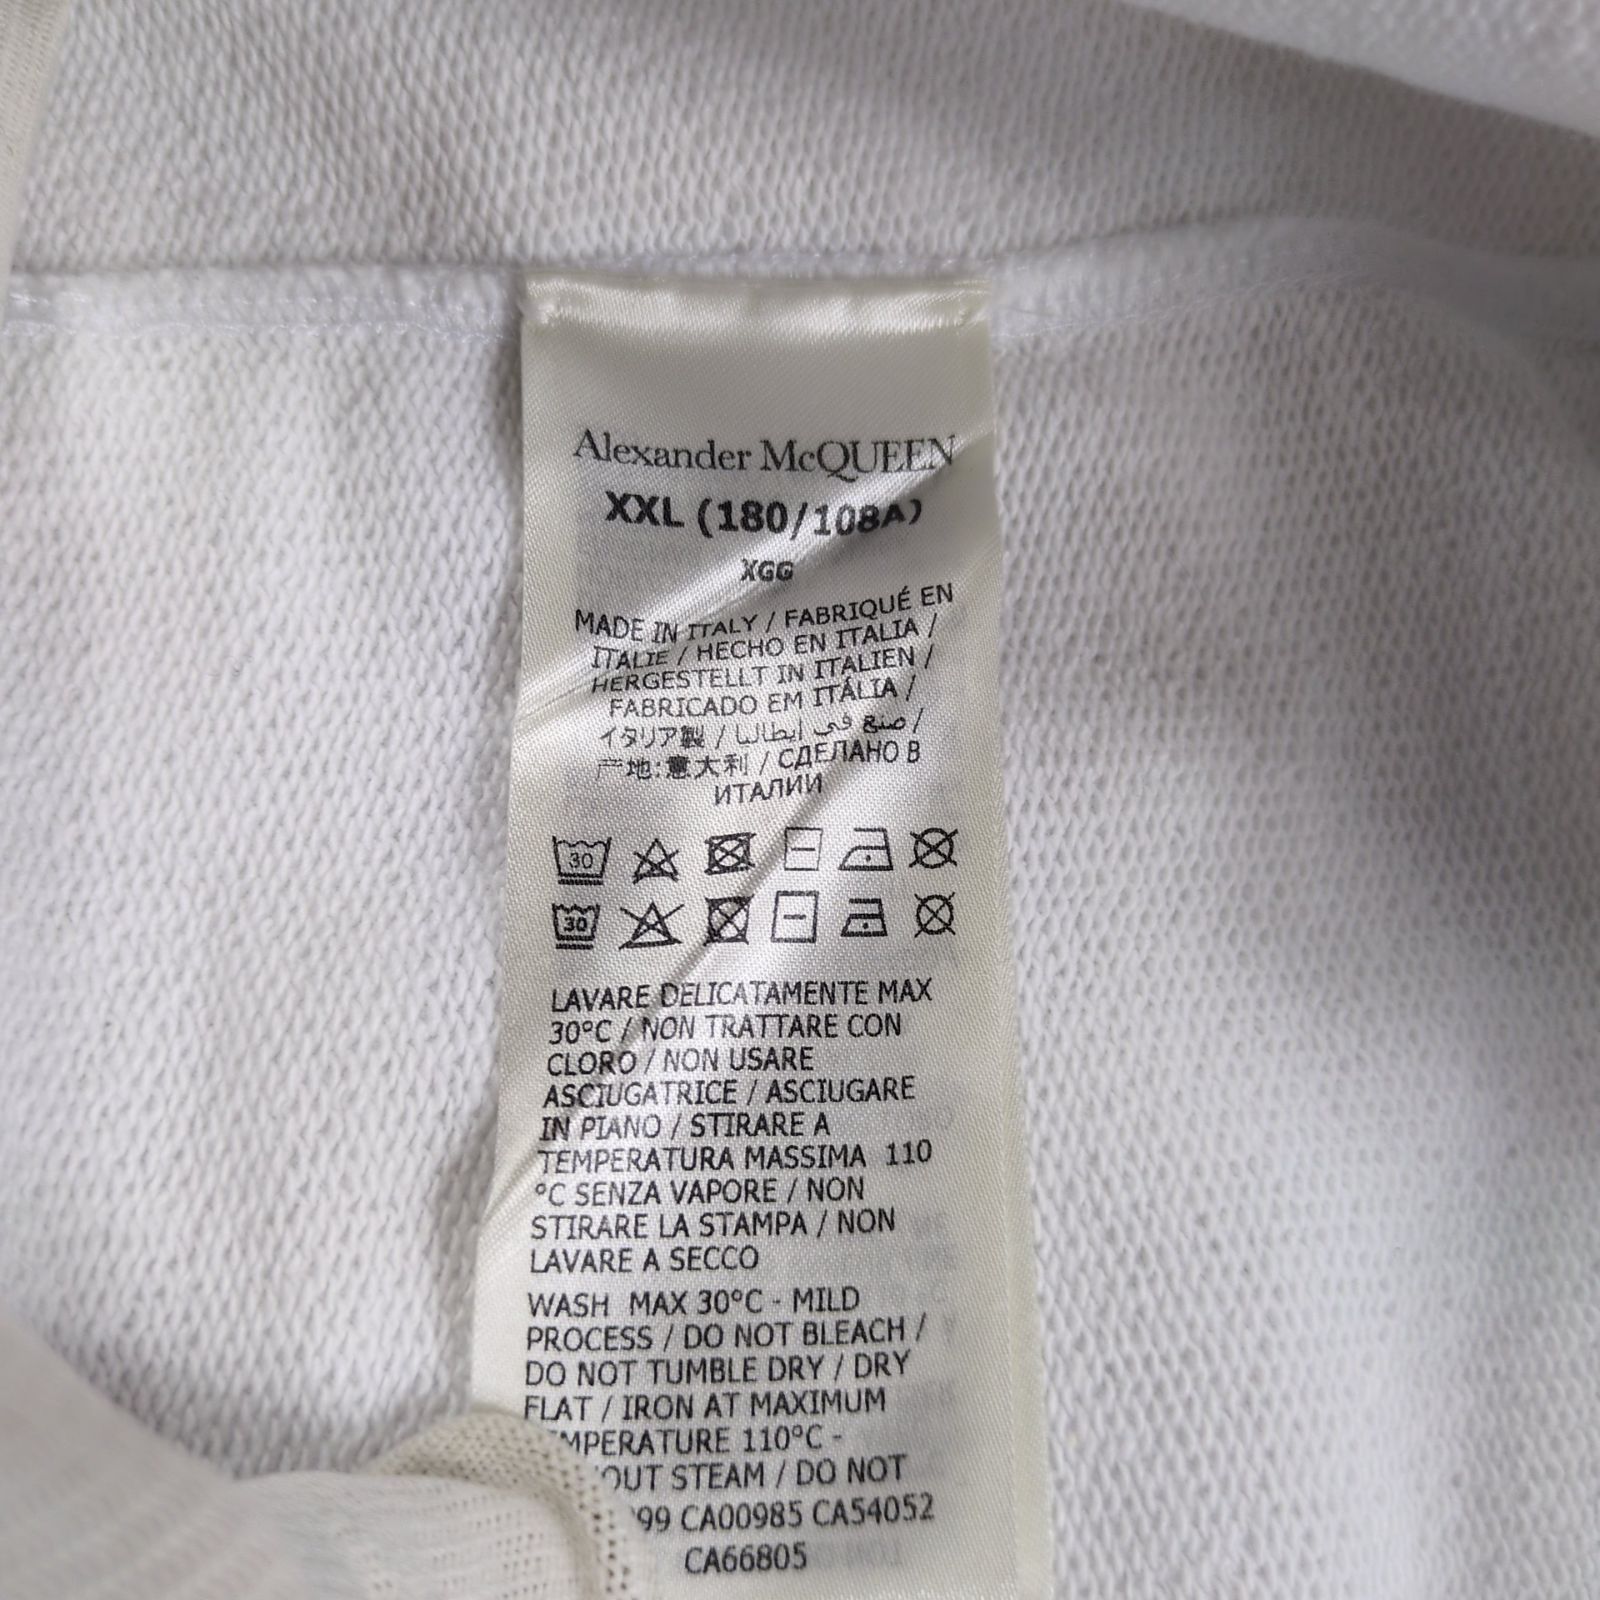 Alexander McQUEEN
XXL (180/108A)
XGG
MADE IN ITALY / FABRIQUÉ EN
ITALIE / HECHO EN ITALIA /
HERGESTELLT IN ITALIEN /
FABRICADO EM ITÁLIA /
イタリア製 / صنع في إيطاليا /
产地:意大利 / СДЕЛАНО В
ИТАЛИИ
30
30
LAVARE DELICATAMENTE MAX
30°C / NON TRATTARE CON
CLORO / NON USARE
ASCIUGATRICE / ASCIUGARE
IN PIANO / STIRARE A
TEMPERATURA MASSIMA 110
°C SENZA VAPORE / NON
STIRARE LA STAMPA / NON
LAVARE A SECCO
WASH MAX 30°C - MILD
PROCESS / DO NOT BLEACH /
DO NOT TUMBLE DRY / DRY
FLAT / IRON AT MAXIMUM
MPERATURE 110°C -
OUT STEAM / DO NOT
99 CA00985 CA54052
CA66805